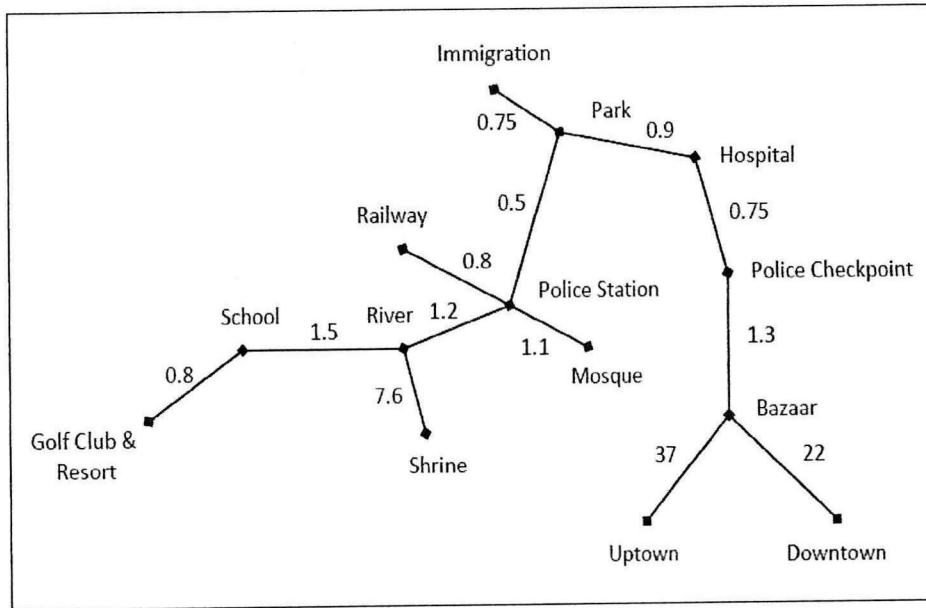 Immigration
0.75
Park
0.9
Hospital
0.5
0.75
Railway
0.8
Police Checkpoint
Police Station
School
River
1.2
1.5
1.1
1.3
Mosque
0.8
7.6
Bazaar
Golf Club &
Resort
Shrine
37
22
Uptown
Downtown